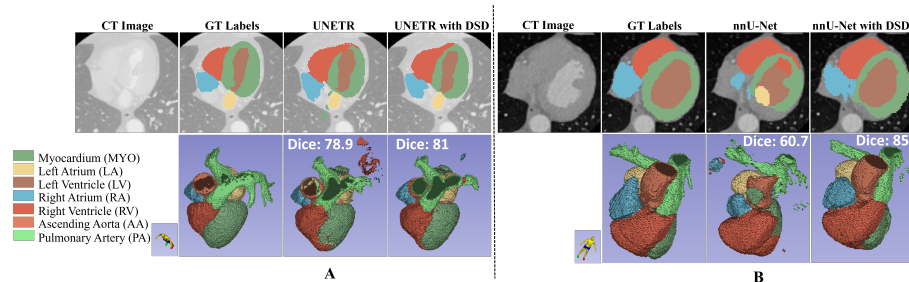 CT Image GT Labels UNETR UNETR with DSD
Dice: 78.9 Dice: 81
Myocardium (MYO)
Left Atrium (LA)
Left Ventricle (LV)
Right Atrium (RA)
Right Ventricle (RV)
Ascending Aorta (AA)
Pulmonary Artery (PA)
A
CT Image GT Labels nnU-Net nnU-Net with DSD
Dice: 60.7 Dice: 85
B